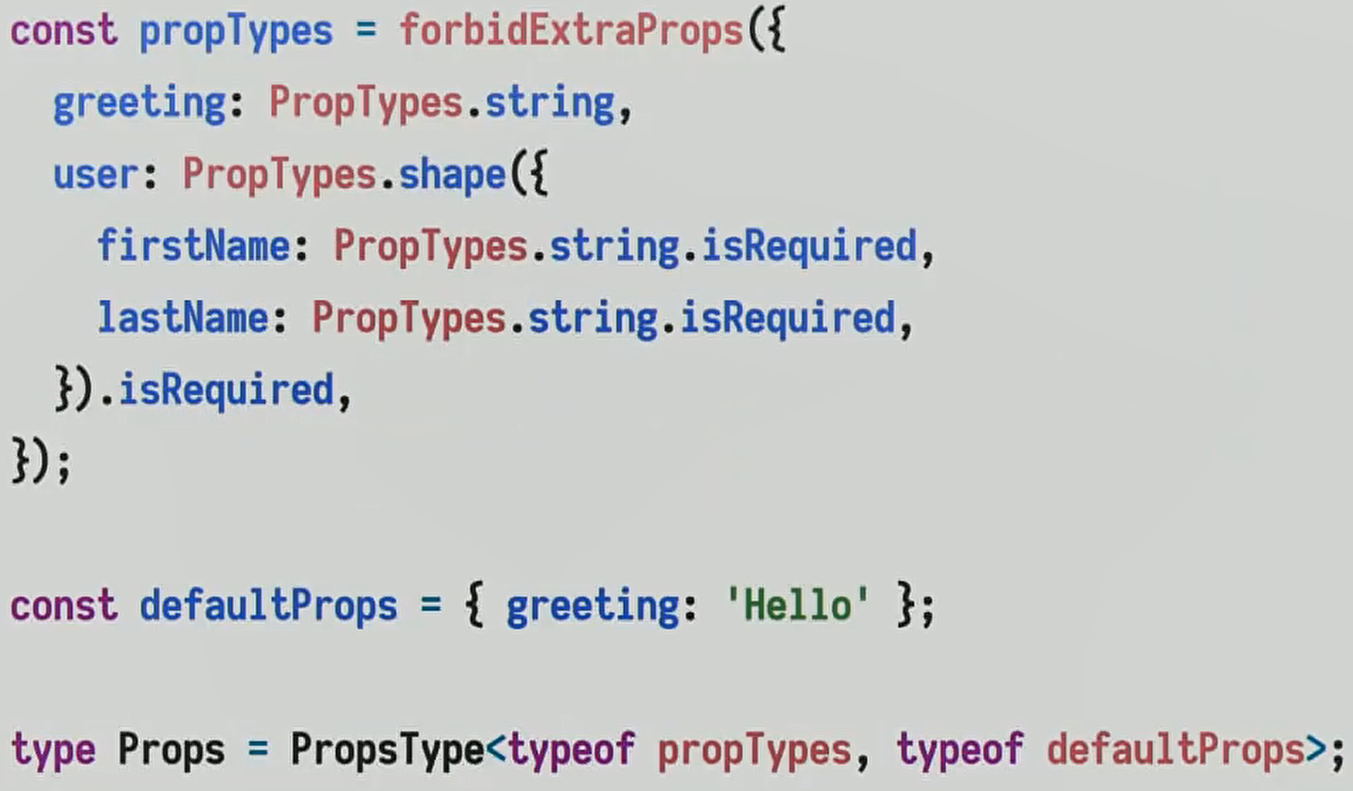 const propTypes = forbidExtraProps({
  greeting: PropTypes.string,
  user: PropTypes.shape({
    firstName: PropTypes.string.isRequired,
    lastName: PropTypes.string.isRequired,
  }).isRequired,
});

const defaultProps = { greeting: 'Hello' };

type Props = PropsType<typeof propTypes, typeof defaultProps>;